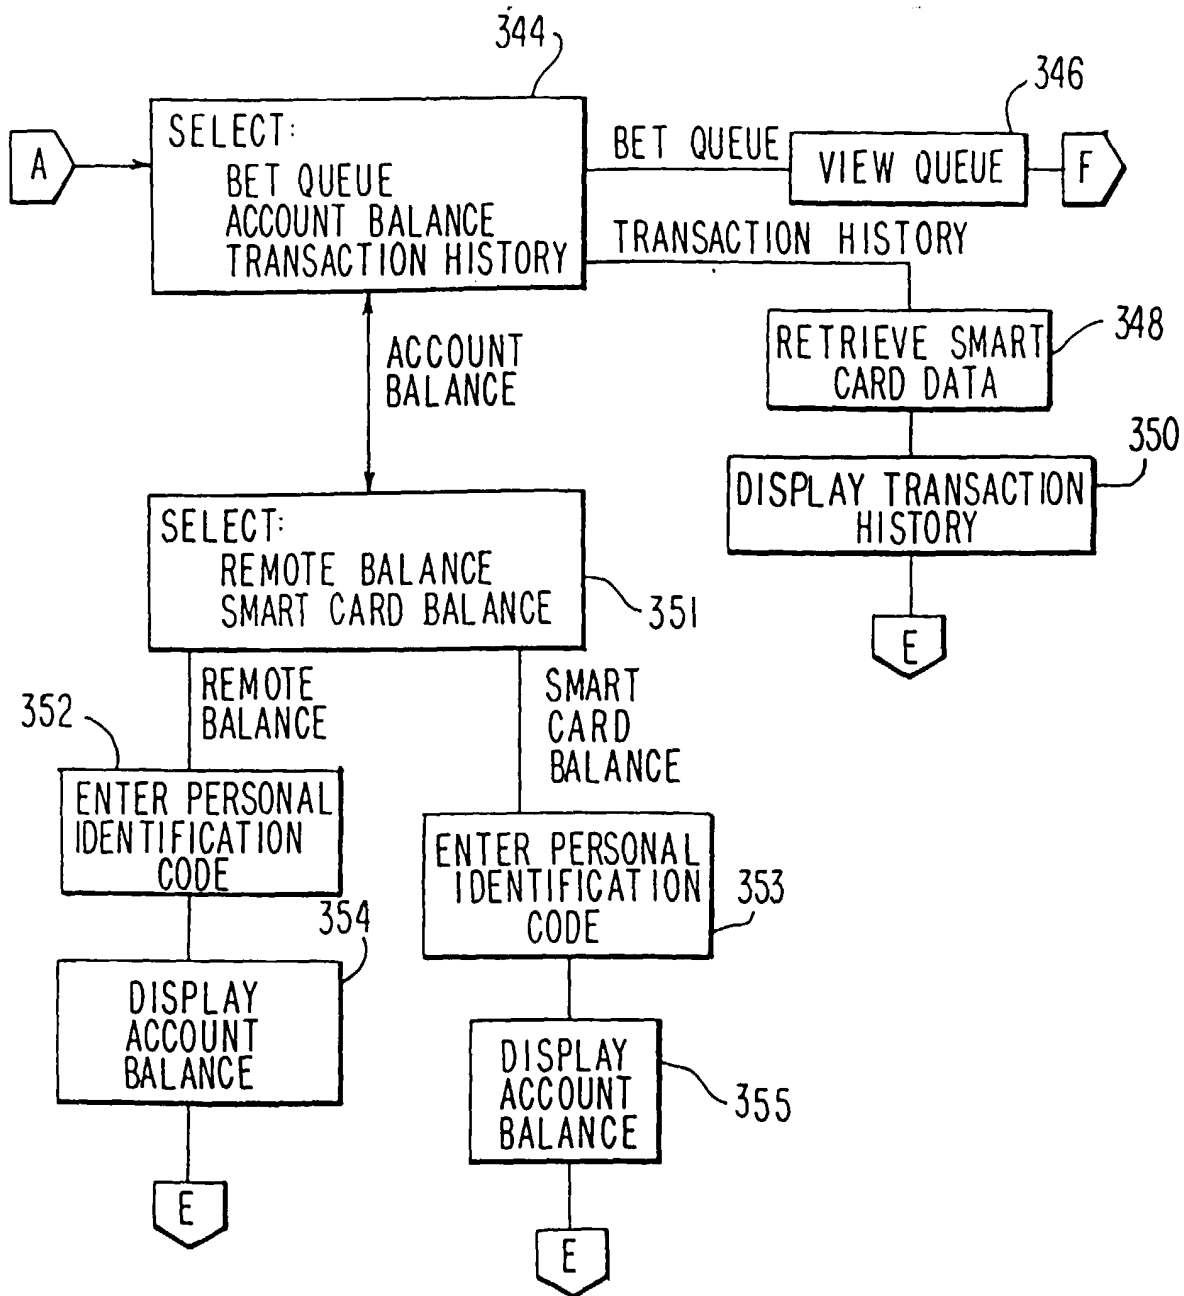 344
346
A
SELECT:
BET QUEUE
ACCOUNT BALANCE
TRANSACTION HISTORY
BET QUEUE
VIEW QUEUE
F
TRANSACTION HISTORY
348
RETRIEVE SMART
CARD DATA
ACCOUNT
BALANCE
350
DISPLAY TRANSACTION
HISTORY
E
SELECT:
REMOTE BALANCE
SMART CARD BALANCE
351
REMOTE
BALANCE
SMART
CARD
BALANCE
352
ENTER PERSONAL
IDENTIFICATION
CODE
ENTER PERSONAL
IDENTIFICATION
CODE
353
354
DISPLAY
ACCOUNT
BALANCE
DISPLAY
ACCOUNT
BALANCE
355
E
E